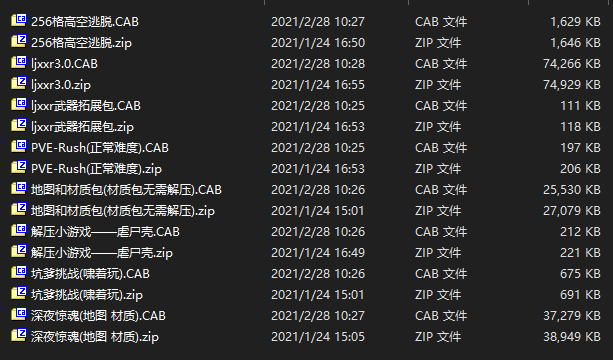 256格高空逃脱.CAB 2021/2/28 10:27 CAB 文件 1,629 KB
256格高空逃脱.zip 2021/1/24 16:50 ZIP 文件 1,646 KB
ljxxr3.0.CAB 2021/2/28 10:28 CAB 文件 74,266 KB
ljxxr3.0.zip 2021/1/24 16:55 ZIP 文件 74,929 KB
ljxxr武器拓展包.CAB 2021/2/28 10:25 CAB 文件 111 KB
ljxxr武器拓展包.zip 2021/1/24 16:53 ZIP 文件 118 KB
PVE-Rush(正常难度).CAB 2021/2/28 10:25 CAB 文件 197 KB
PVE-Rush(正常难度).zip 2021/1/24 16:53 ZIP 文件 206 KB
地图和材质包(材质包无需解压).CAB 2021/2/28 10:26 CAB 文件 25,530 KB
地图和材质包(材质包无需解压).zip 2021/1/24 15:01 ZIP 文件 27,079 KB
解压小游戏——虐尸壳.CAB 2021/2/28 10:26 CAB 文件 212 KB
解压小游戏——虐尸壳.zip 2021/1/24 16:49 ZIP 文件 221 KB
坑爹挑战(啸着玩).CAB 2021/2/28 10:26 CAB 文件 675 KB
坑爹挑战(啸着玩).zip 2021/1/24 15:01 ZIP 文件 691 KB
深夜惊魂(地图 材质).CAB 2021/2/28 10:27 CAB 文件 37,279 KB
深夜惊魂(地图 材质).zip 2021/1/24 15:05 ZIP 文件 38,949 KB